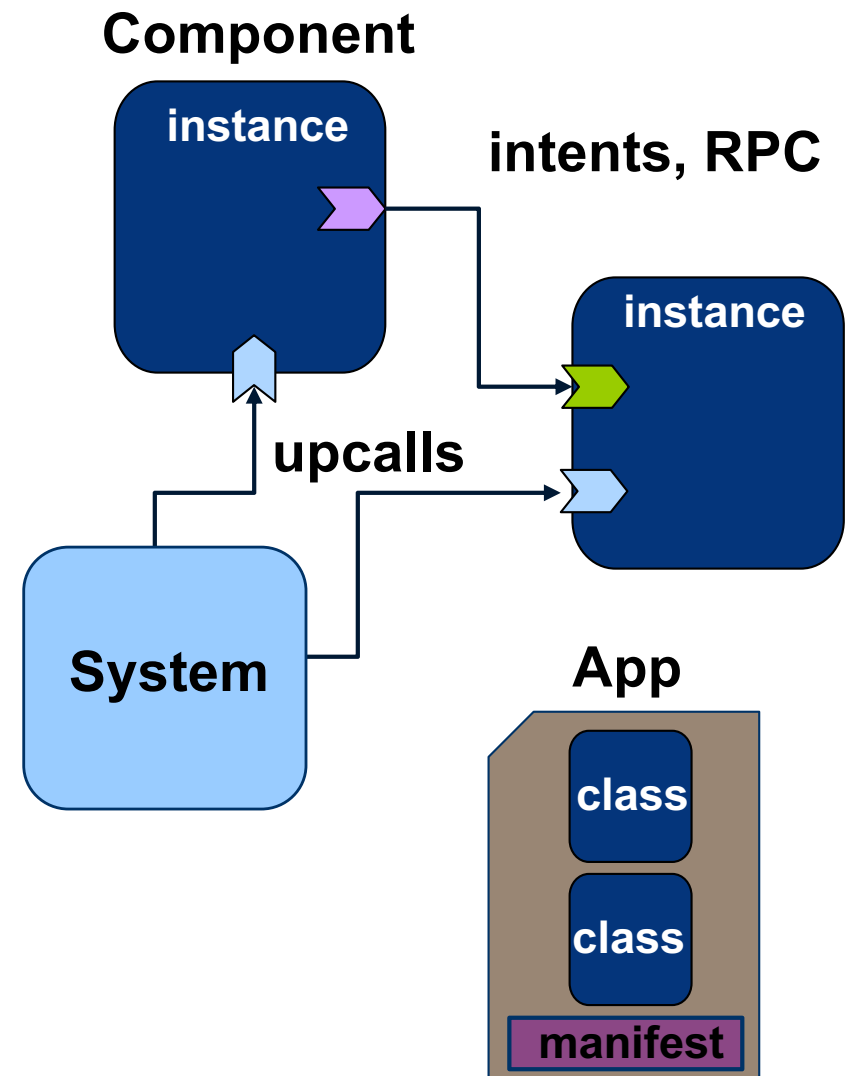 Component
instance
intents, RPC
instance
upcalls
System
App
class
class
manifest